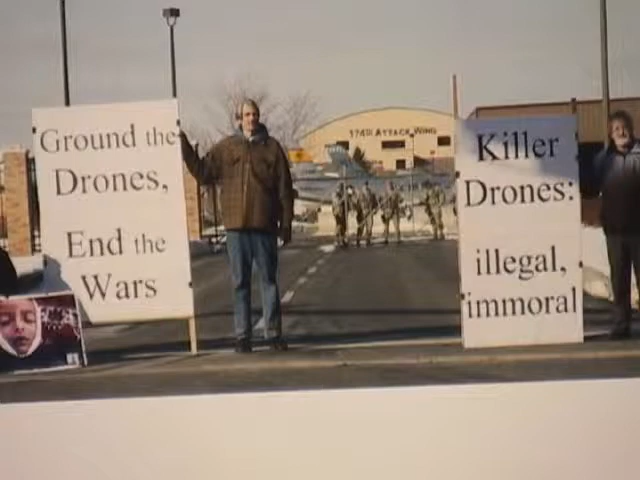 Ground the
Drones,
End the
Wars
174TH ATTACK WING
Killer
Drones:
illegal,
immoral